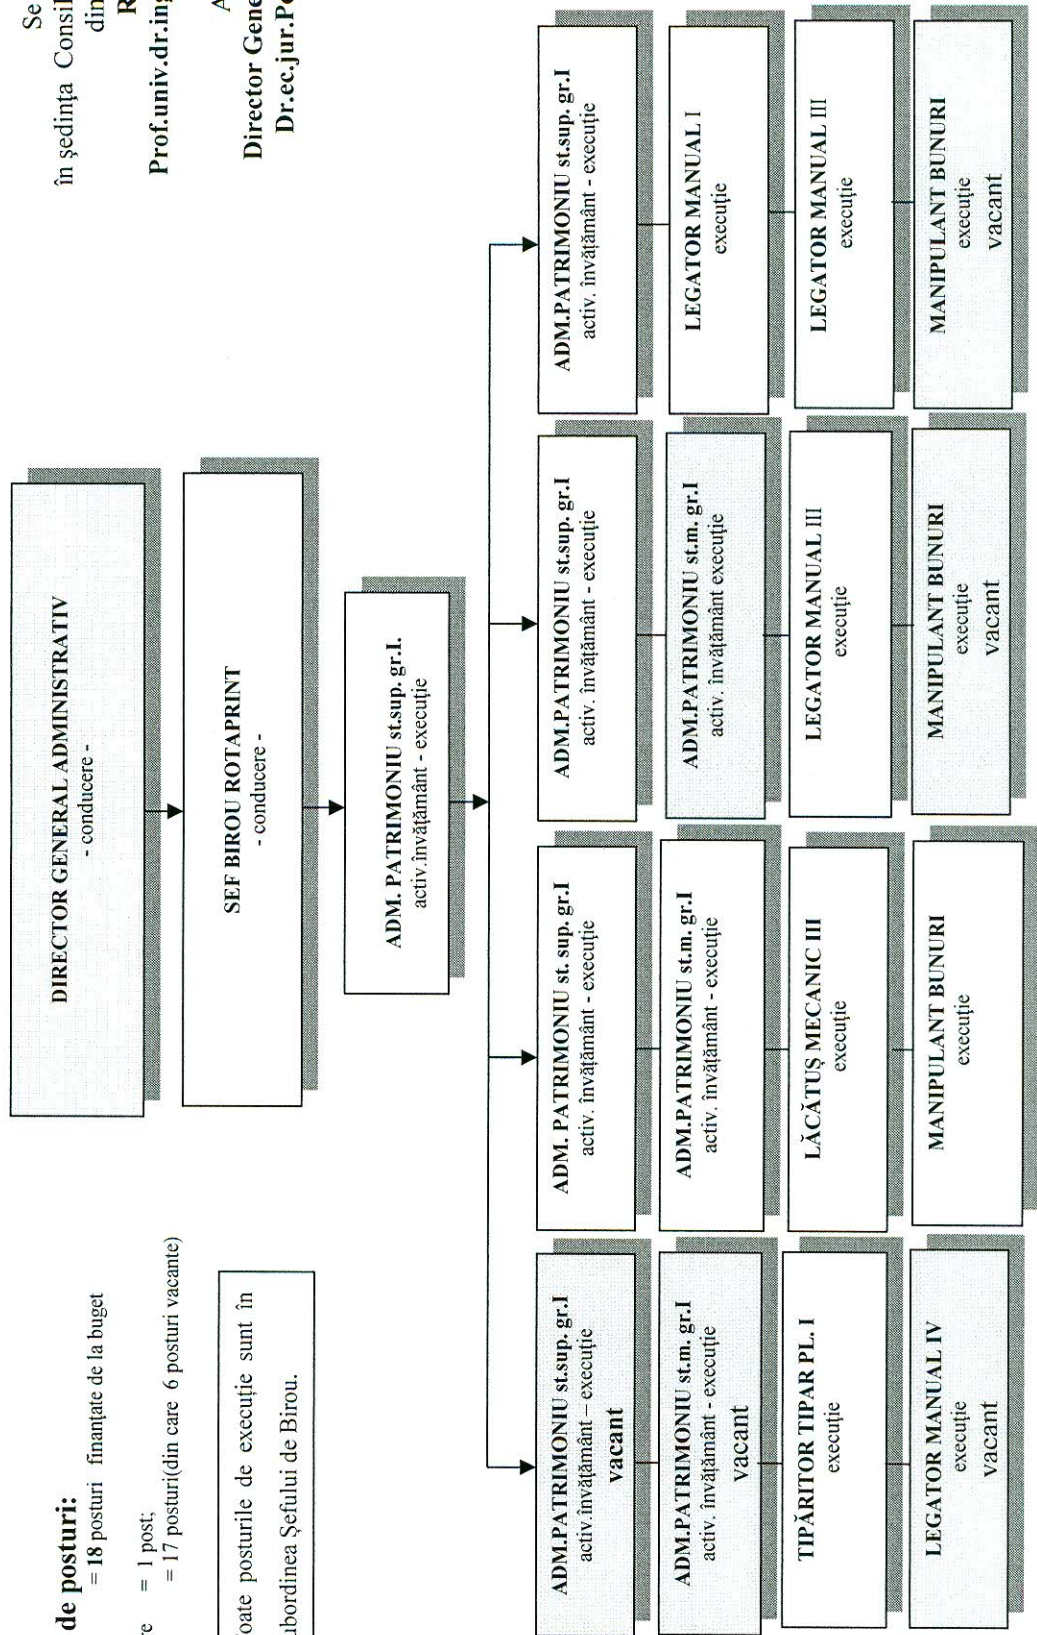 de posturi:
= 18 posturi finanțate de la buget
re = 1 post;
= 17 posturi(din care 6 posturi vacante)
oate posturile de execuție sunt în
ubordinea Șefului de Birou.
DIRECTOR GENERAL ADMINISTRATIV
- conducere -
SEF BIROU ROTAPRINT
- conducere -
ADM. PATRIMONIU st.sup. gr.I.
activ.învățământ - execuție
Se
în ședința Consil
din
R
Prof.univ.dr.ing
A
Director Gene
Dr.ec.jur.Po
ADM.PATRIMONIU st.sup. gr.I
activ.învățământ – execuție
vacant
ADM.PATRIMONIU st.m. gr.I
activ. învățământ - execuție
vacant
TIPĂRITOR TIPAR PL. I
execuție
LEGATOR MANUAL IV
execuție
vacant
ADM. PATRIMONIU st. sup. gr.I
activ. învățământ - execuție
ADM.PATRIMONIU st.m. gr.I
activ. învățământ - execuție
LĂCĂTUȘ MECANIC III
execuție
MANIPULANT BUNURI
execuție
ADM.PATRIMONIU st.sup. gr.I
activ. învățământ - execuție
ADM.PATRIMONIU st.m. gr.I
activ. învățământ execuție
LEGATOR MANUAL III
execuție
MANIPULANT BUNURI
execuție
vacant
ADM.PATRIMONIU st.sup. gr.I
activ. învățământ - execuție
LEGATOR MANUAL I
execuție
LEGATOR MANUAL III
execuție
MANIPULANT BUNURI
execuție
vacant